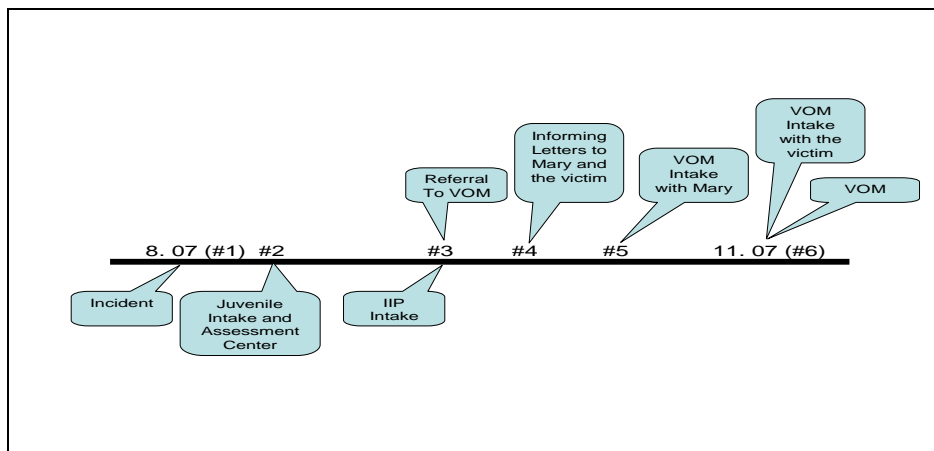 VOM
Intake
with the
victim
Informing
Letters to
Mary and
the victim
VOM
Intake
with Mary
Referral
To VOM
VOM
8. 07 (#1) #2 #3 #4 #5 11. 07 (#6)
Incident
Juvenile
Intake and
Assessment
Center
IIP
Intake